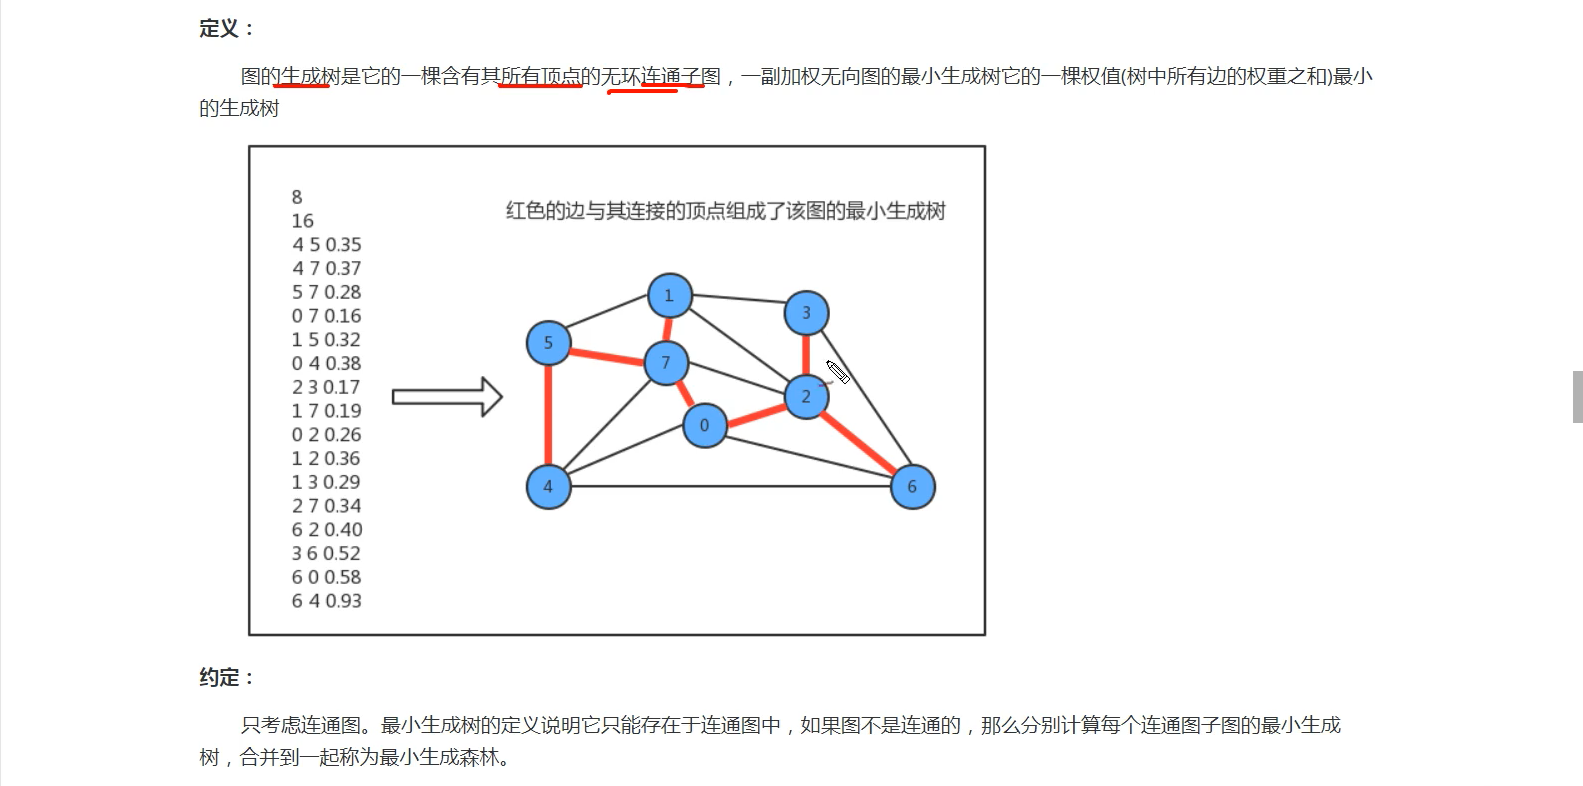 定义：
图的生成树是它的一棵含有其所有顶点的无环连通子图，一副加权无向图的最小生成树它的一棵权值(树中所有边的权重之和)最小
的生成树
8
16
4 5 0.35
4 7 0.37
5 7 0.28
0 7 0.16
1 5 0.32
0 4 0.38
2 3 0.17
1 7 0.19
0 2 0.26
1 2 0.36
1 3 0.29
2 7 0.34
6 2 0.40
3 6 0.52
6 0 0.58
6 4 0.93
红色的边与其连接的顶点组成了该图的最小生成树
1
3
5
7
2
0
4
6
约定：
只考虑连通图。最小生成树的定义说明它只能存在于连通图中，如果图不是连通的，那么分别计算每个连通图子图的最小生成
树，合并到一起称为最小生成森林。